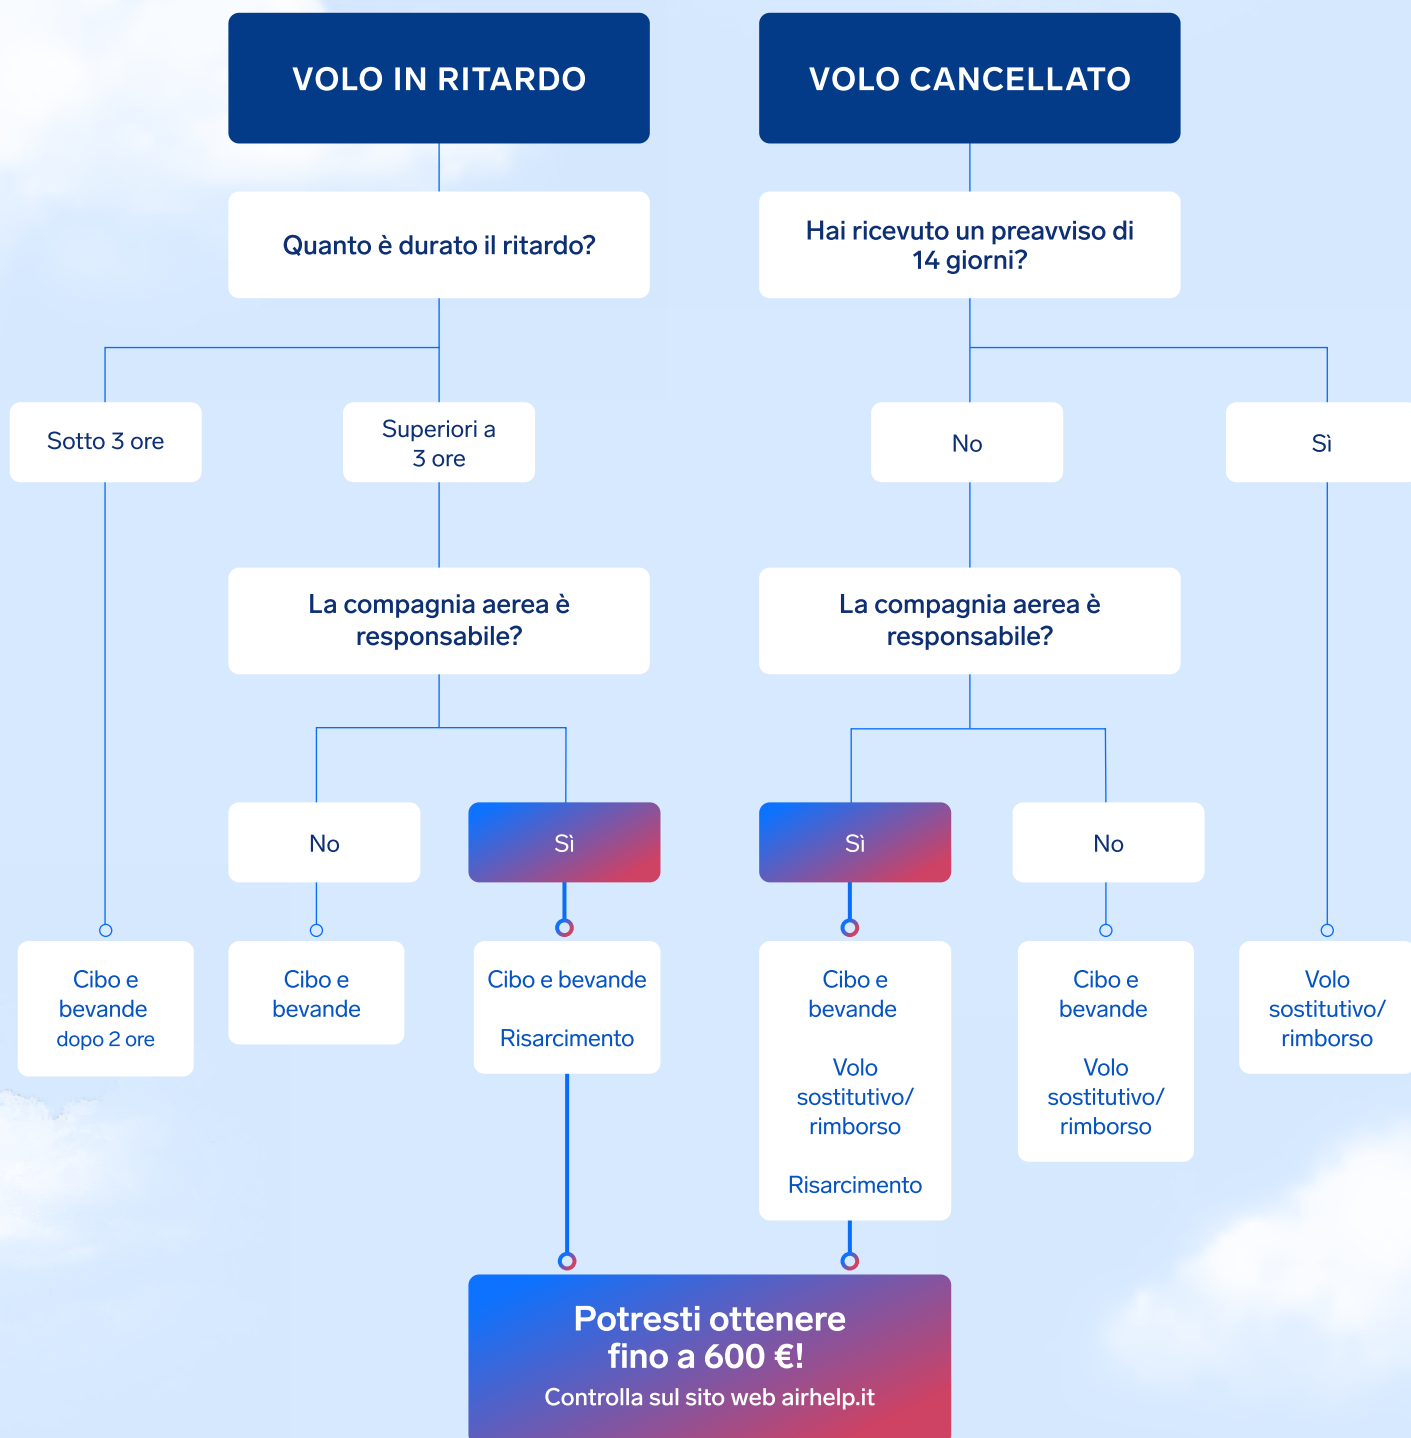 VOLO IN RITARDO
VOLO CANCELLATO
Quanto è durato il ritardo?
Hai ricevuto un preavviso di
14 giorni?
Sotto 3 ore
Superiori a
3 ore
No
Sì
La compagnia aerea è
responsabile?
La compagnia aerea è
responsabile?
No
Sì
Sì
No
Cibo e
bevande
dopo 2 ore
Cibo e
bevande
Cibo e bevande
Risarcimento
Cibo e
bevande
Volo
sostitutivo/
rimborso
Risarcimento
Cibo e
bevande
Volo
sostitutivo/
rimborso
Volo
sostitutivo/
rimborso
Potresti ottenere
fino a 600 €!
Controlla sul sito web airhelp.it